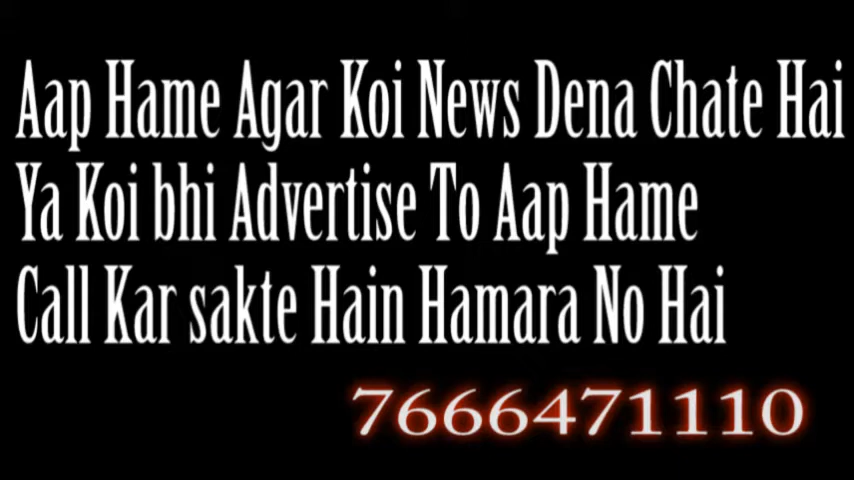 Aap Hame Agar Koi News Dena Chate Hai
Ya Koi bhi Advertise To Aap Hame
Call Kar sakte Hain Hamara No Hai
7666471110